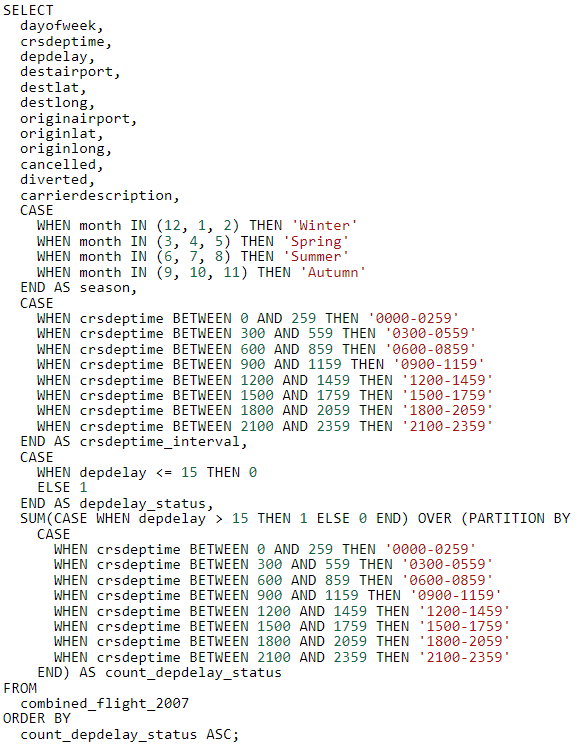 SELECT
dayofweek,
crsdeptime,
depdelay,
destairport,
destlat,
destlong,
originairport,
originlat,
originlong,
cancelled,
diverted,
carrierdescription,
CASE
WHEN month IN (12, 1, 2) THEN 'Winter'
WHEN month IN (3, 4, 5) THEN 'Spring'
WHEN month IN (6, 7, 8) THEN 'Summer'
WHEN month IN (9, 10, 11) THEN 'Autumn'
END AS season,
CASE
WHEN crsdeptime BETWEEN 0 AND 259 THEN '0000-0259'
WHEN crsdeptime BETWEEN 300 AND 559 THEN '0300-0559'
WHEN crsdeptime BETWEEN 600 AND 859 THEN '0600-0859'
WHEN crsdeptime BETWEEN 900 AND 1159 THEN '0900-1159'
WHEN crsdeptime BETWEEN 1200 AND 1459 THEN '1200-1459'
WHEN crsdeptime BETWEEN 1500 AND 1759 THEN '1500-1759'
WHEN crsdeptime BETWEEN 1800 AND 2059 THEN '1800-2059'
WHEN crsdeptime BETWEEN 2100 AND 2359 THEN '2100-2359'
END AS crsdeptime_interval,
CASE
WHEN depdelay <= 15 THEN 0
ELSE 1
END AS depdelay_status,
SUM(CASE WHEN depdelay > 15 THEN 1 ELSE 0 END) OVER (PARTITION BY
CASE
WHEN crsdeptime BETWEEN 0 AND 259 THEN '0000-0259'
WHEN crsdeptime BETWEEN 300 AND 559 THEN '0300-0559'
WHEN crsdeptime BETWEEN 600 AND 859 THEN '0600-0859'
WHEN crsdeptime BETWEEN 900 AND 1159 THEN '0900-1159'
WHEN crsdeptime BETWEEN 1200 AND 1459 THEN '1200-1459'
WHEN crsdeptime BETWEEN 1500 AND 1759 THEN '1500-1759'
WHEN crsdeptime BETWEEN 1800 AND 2059 THEN '1800-2059'
WHEN crsdeptime BETWEEN 2100 AND 2359 THEN '2100-2359'
END) AS count_depdelay_status
FROM
combined_flight_2007
ORDER BY
count_depdelay_status ASC;